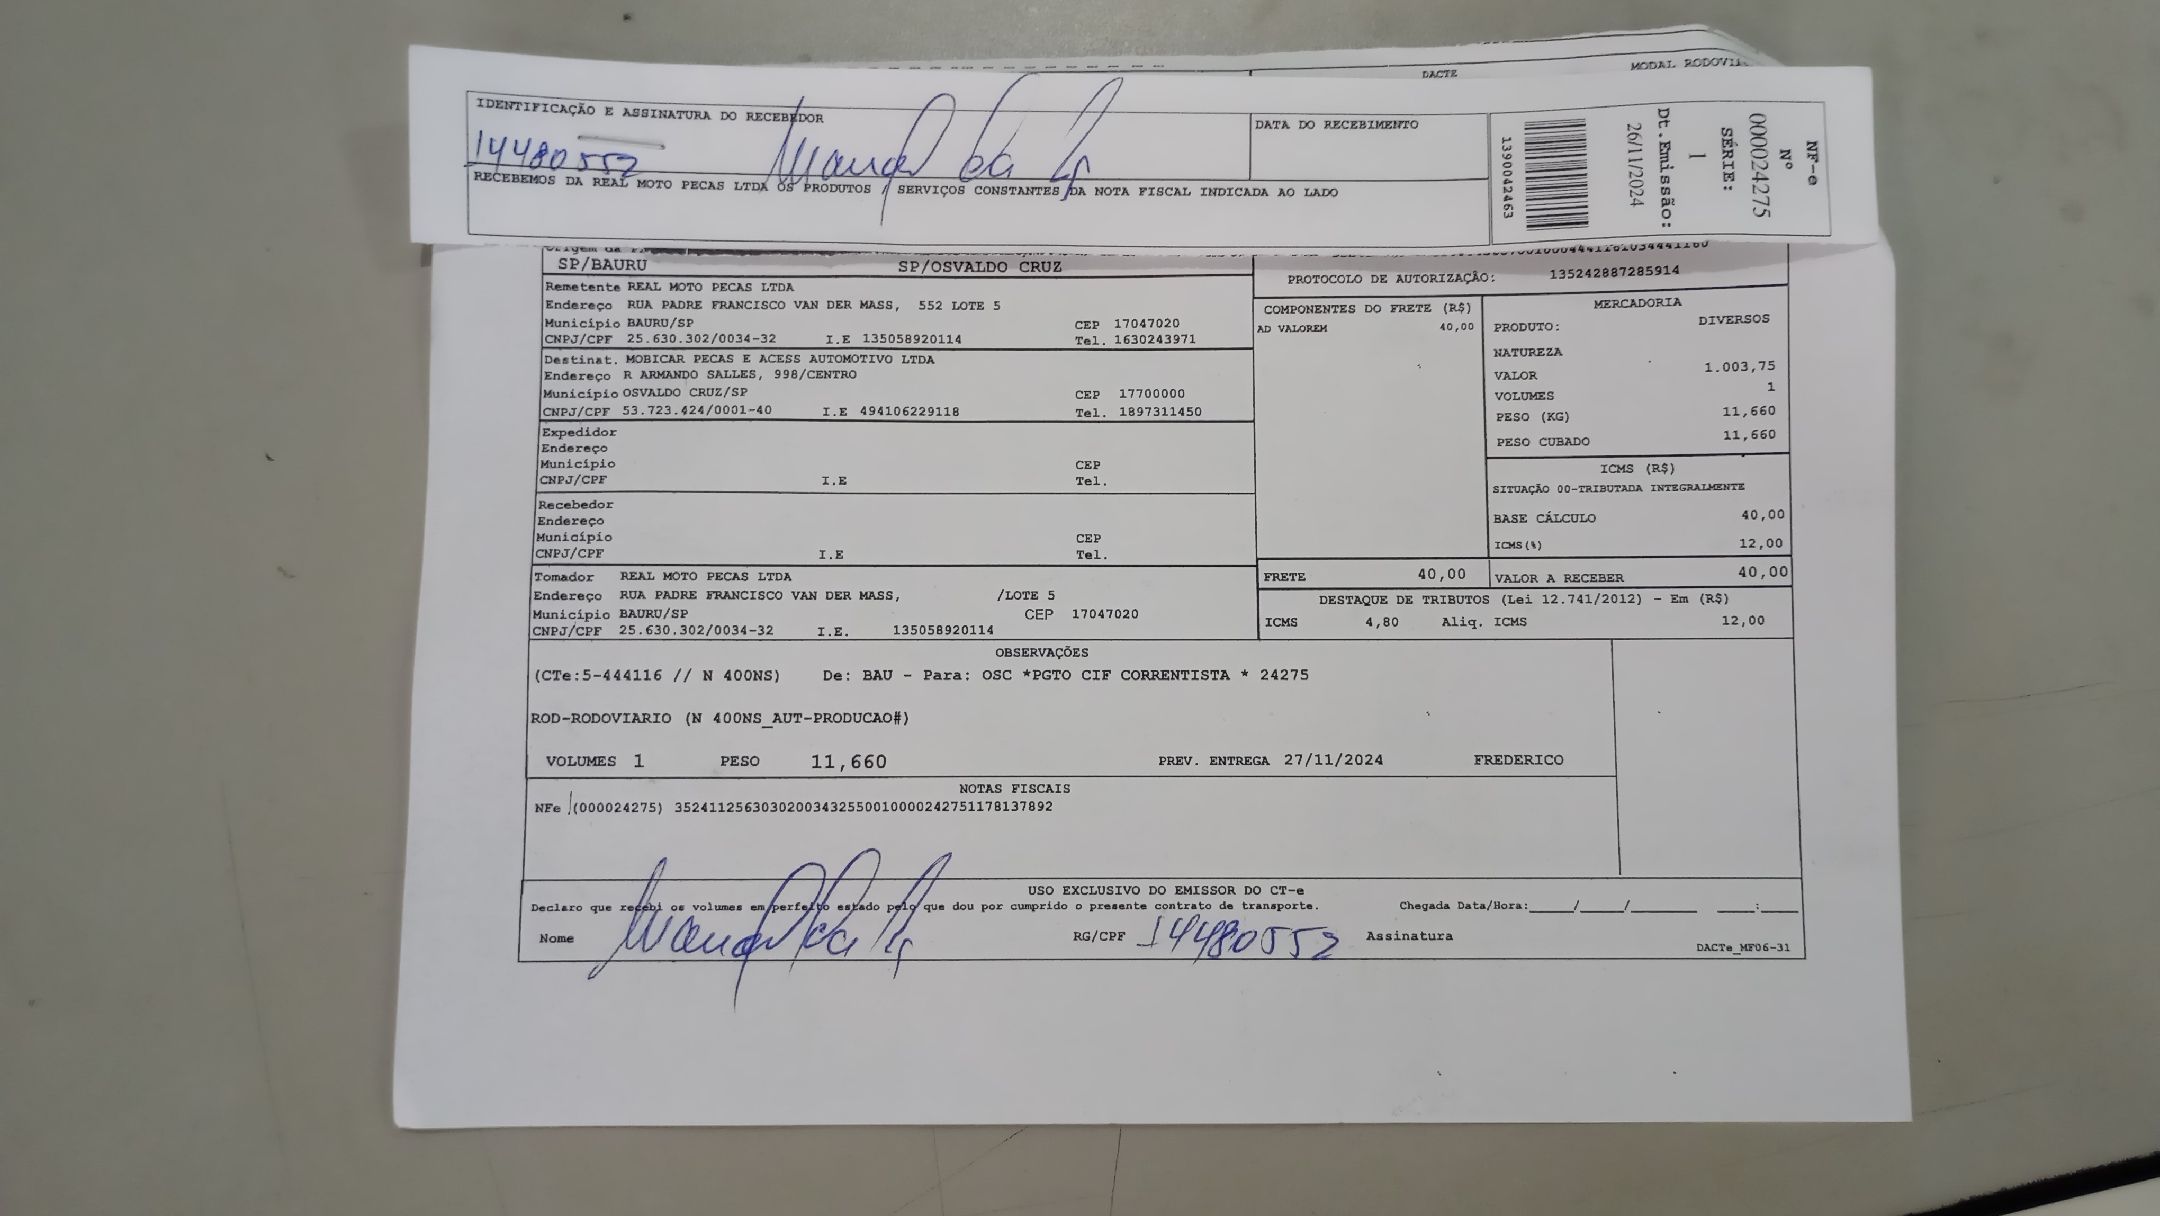 DACTE
MODAL RODOVI
IDENTIFICAÇÃO E ASSINATURA DO RECEBEDOR
14480552
DATA DO RECEBIMENTO
RECEBEMOS DA REAL MOTO PECAS LTDA OS PRODUTOS / SERVIÇOS CONSTANTES DA NOTA FISCAL INDICADA AO LADO
NF-e
Nº
000024275
SÉRIE:
1
Dt.Emissão:
26/11/2024
1390042463
SP/BAURU SP/OSVALDO CRUZ
PROTOCOLO DE AUTORIZAÇÃO: 135242887285914
Remetente REAL MOTO PECAS LTDA
Endereço RUA PADRE FRANCISCO VAN DER MASS, 552 LOTE 5
Município BAURU/SP CEP 17047020
CNPJ/CPF 25.630.302/0034-32 I.E 135058920114 Tel. 1630243971
Destinat. MOBICAR PECAS E ACESS AUTOMOTIVO LTDA
Endereço R ARMANDO SALLES, 998/CENTRO
Município OSVALDO CRUZ/SP CEP 17700000
CNPJ/CPF 53.723.424/0001-40 I.E 494106229118 Tel. 1897311450
Expedidor
Endereço
Município CEP
CNPJ/CPF I.E Tel.
Recebedor
Endereço
Município CEP
CNPJ/CPF I.E Tel.
Tomador REAL MOTO PECAS LTDA
Endereço RUA PADRE FRANCISCO VAN DER MASS, /LOTE 5
Município BAURU/SP CEP 17047020
CNPJ/CPF 25.630.302/0034-32 I.E. 135058920114
COMPONENTES DO FRETE (R$)
AD VALOREM 40,00
MERCADORIA
PRODUTO: DIVERSOS
NATUREZA
VALOR 1.003,75
VOLUMES 1
PESO (KG) 11,660
PESO CUBADO 11,660
ICMS (R$)
SITUAÇÃO 00-TRIBUTADA INTEGRALMENTE
BASE CÁLCULO 40,00
ICMS(%) 12,00
FRETE 40,00 VALOR A RECEBER 40,00
DESTAQUE DE TRIBUTOS (Lei 12.741/2012) - Em (R$)
ICMS 4,80 Aliq. ICMS 12,00
OBSERVAÇÕES
(CTe:5-444116 // N 400NS) De: BAU - Para: OSC *PGTO CIF CORRENTISTA * 24275
ROD-RODOVIARIO (N 400NS_AUT-PRODUCAO#)
VOLUMES 1 PESO 11,660 PREV. ENTREGA 27/11/2024 FREDERICO
NOTAS FISCAIS
NFe (000024275) 35241125630302003432550010000242751178137892
USO EXCLUSIVO DO EMISSOR DO CT-e
Declaro que recebi os volumes em perfeito estado pelo que dou por cumprido o presente contrato de transporte. Chegada Data/Hora:____/____/______ ____:____
Nome RG/CPF 14480552 Assinatura
DACTe_MF06-31